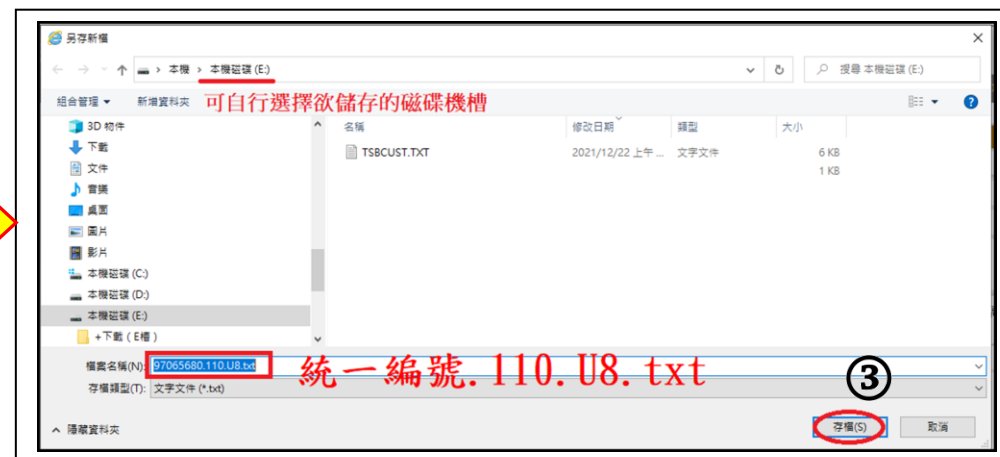 另存新檔
本機 › 本機磁碟 (E:)
搜尋 本機磁碟 (E:)
組合管理 新增資料夾 可自行選擇欲儲存的磁碟機槽
名稱 修改日期 類型 大小
3D 物件
下載
文件
音樂
桌面
圖片
影片
本機磁碟 (C:)
本機磁碟 (D:)
本機磁碟 (E:)
+下載 ( E槽 )
TSBCUST.TXT 2021/12/22 上午 ... 文字文件 6 KB
1 KB
檔案名稱(N): 97065680.110.U8.txt 統一編號.110.U8.txt
存檔類型(T): 文字文件 (*.txt)
③
隱藏資料夾 存檔(S) 取消